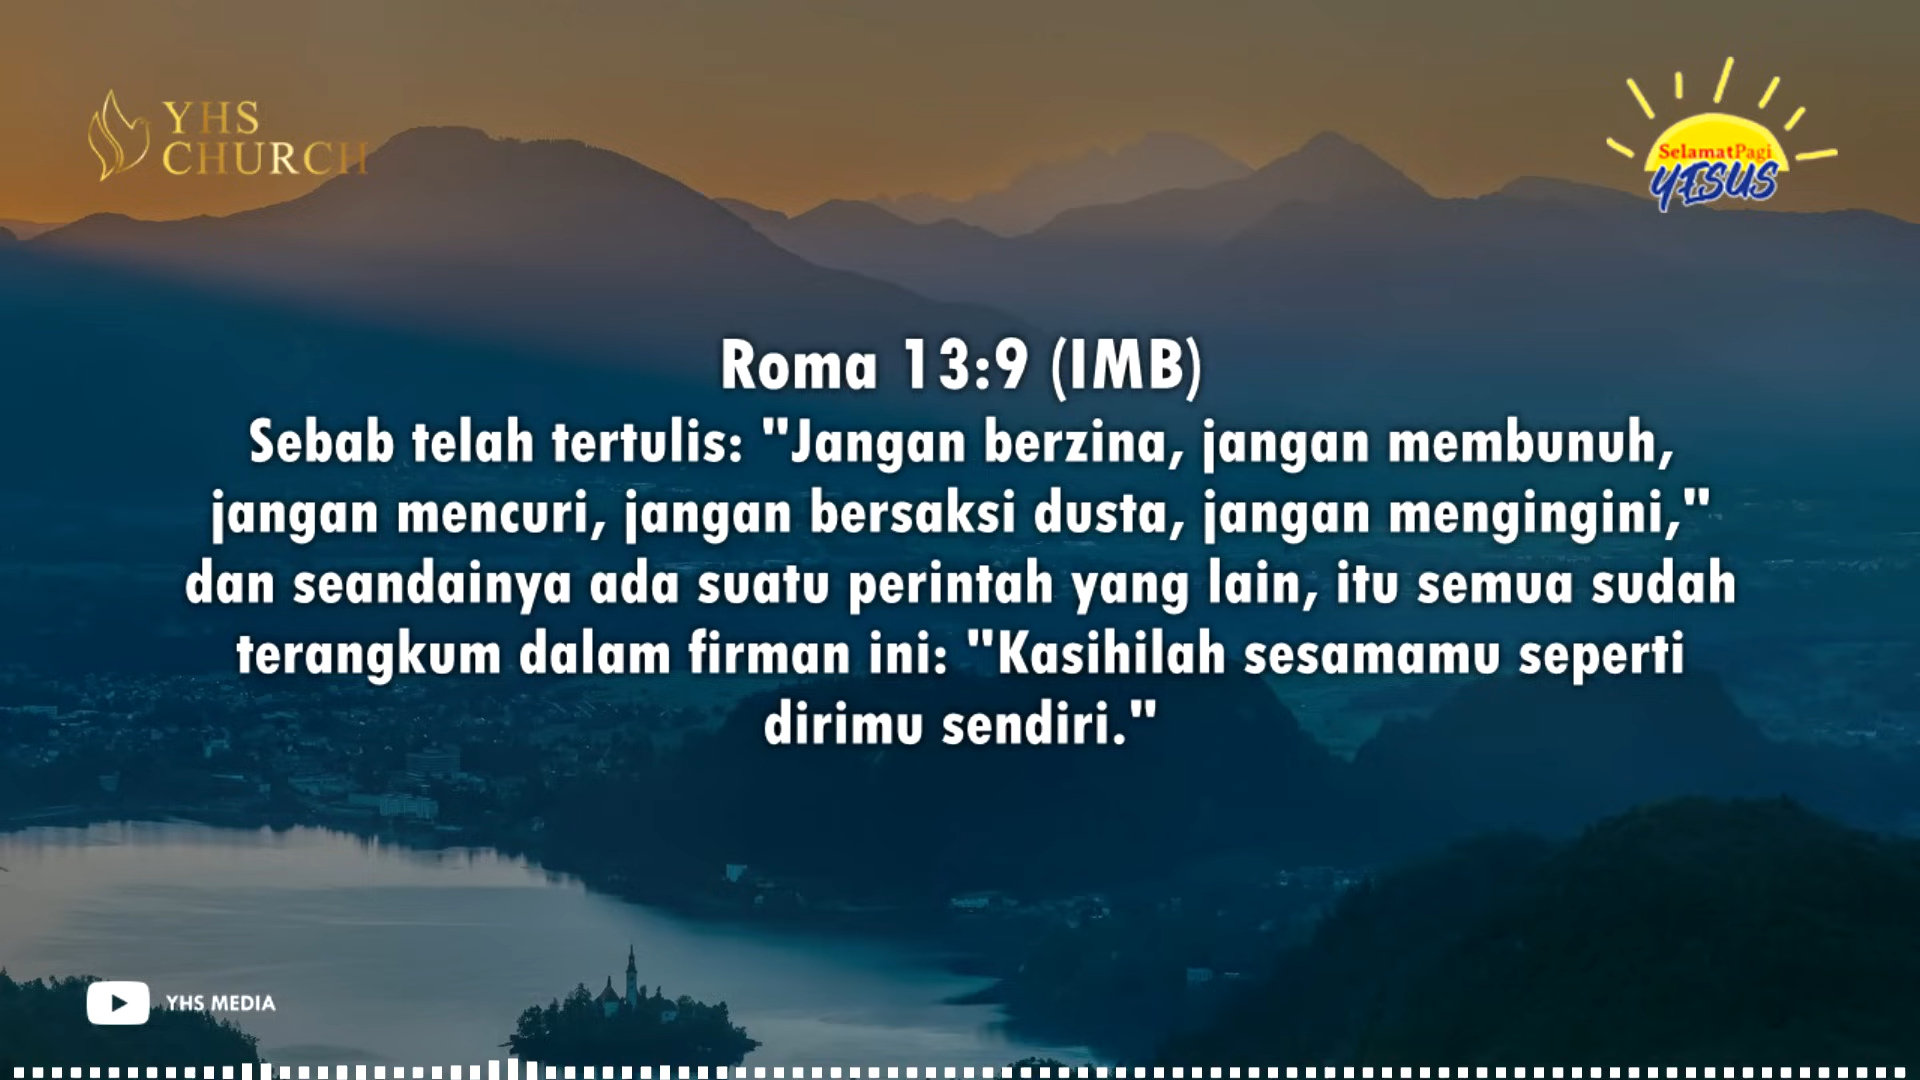 YHS
CHURCH
SelamatPagi
YESUS
Roma 13:9 (IMB)
Sebab telah tertulis: "Jangan berzina, jangan membunuh,
jangan mencuri, jangan bersaksi dusta, jangan mengingini,"
dan seandainya ada suatu perintah yang lain, itu semua sudah
terangkum dalam firman ini: "Kasihilah sesamamu seperti
dirimu sendiri."
YHS MEDIA